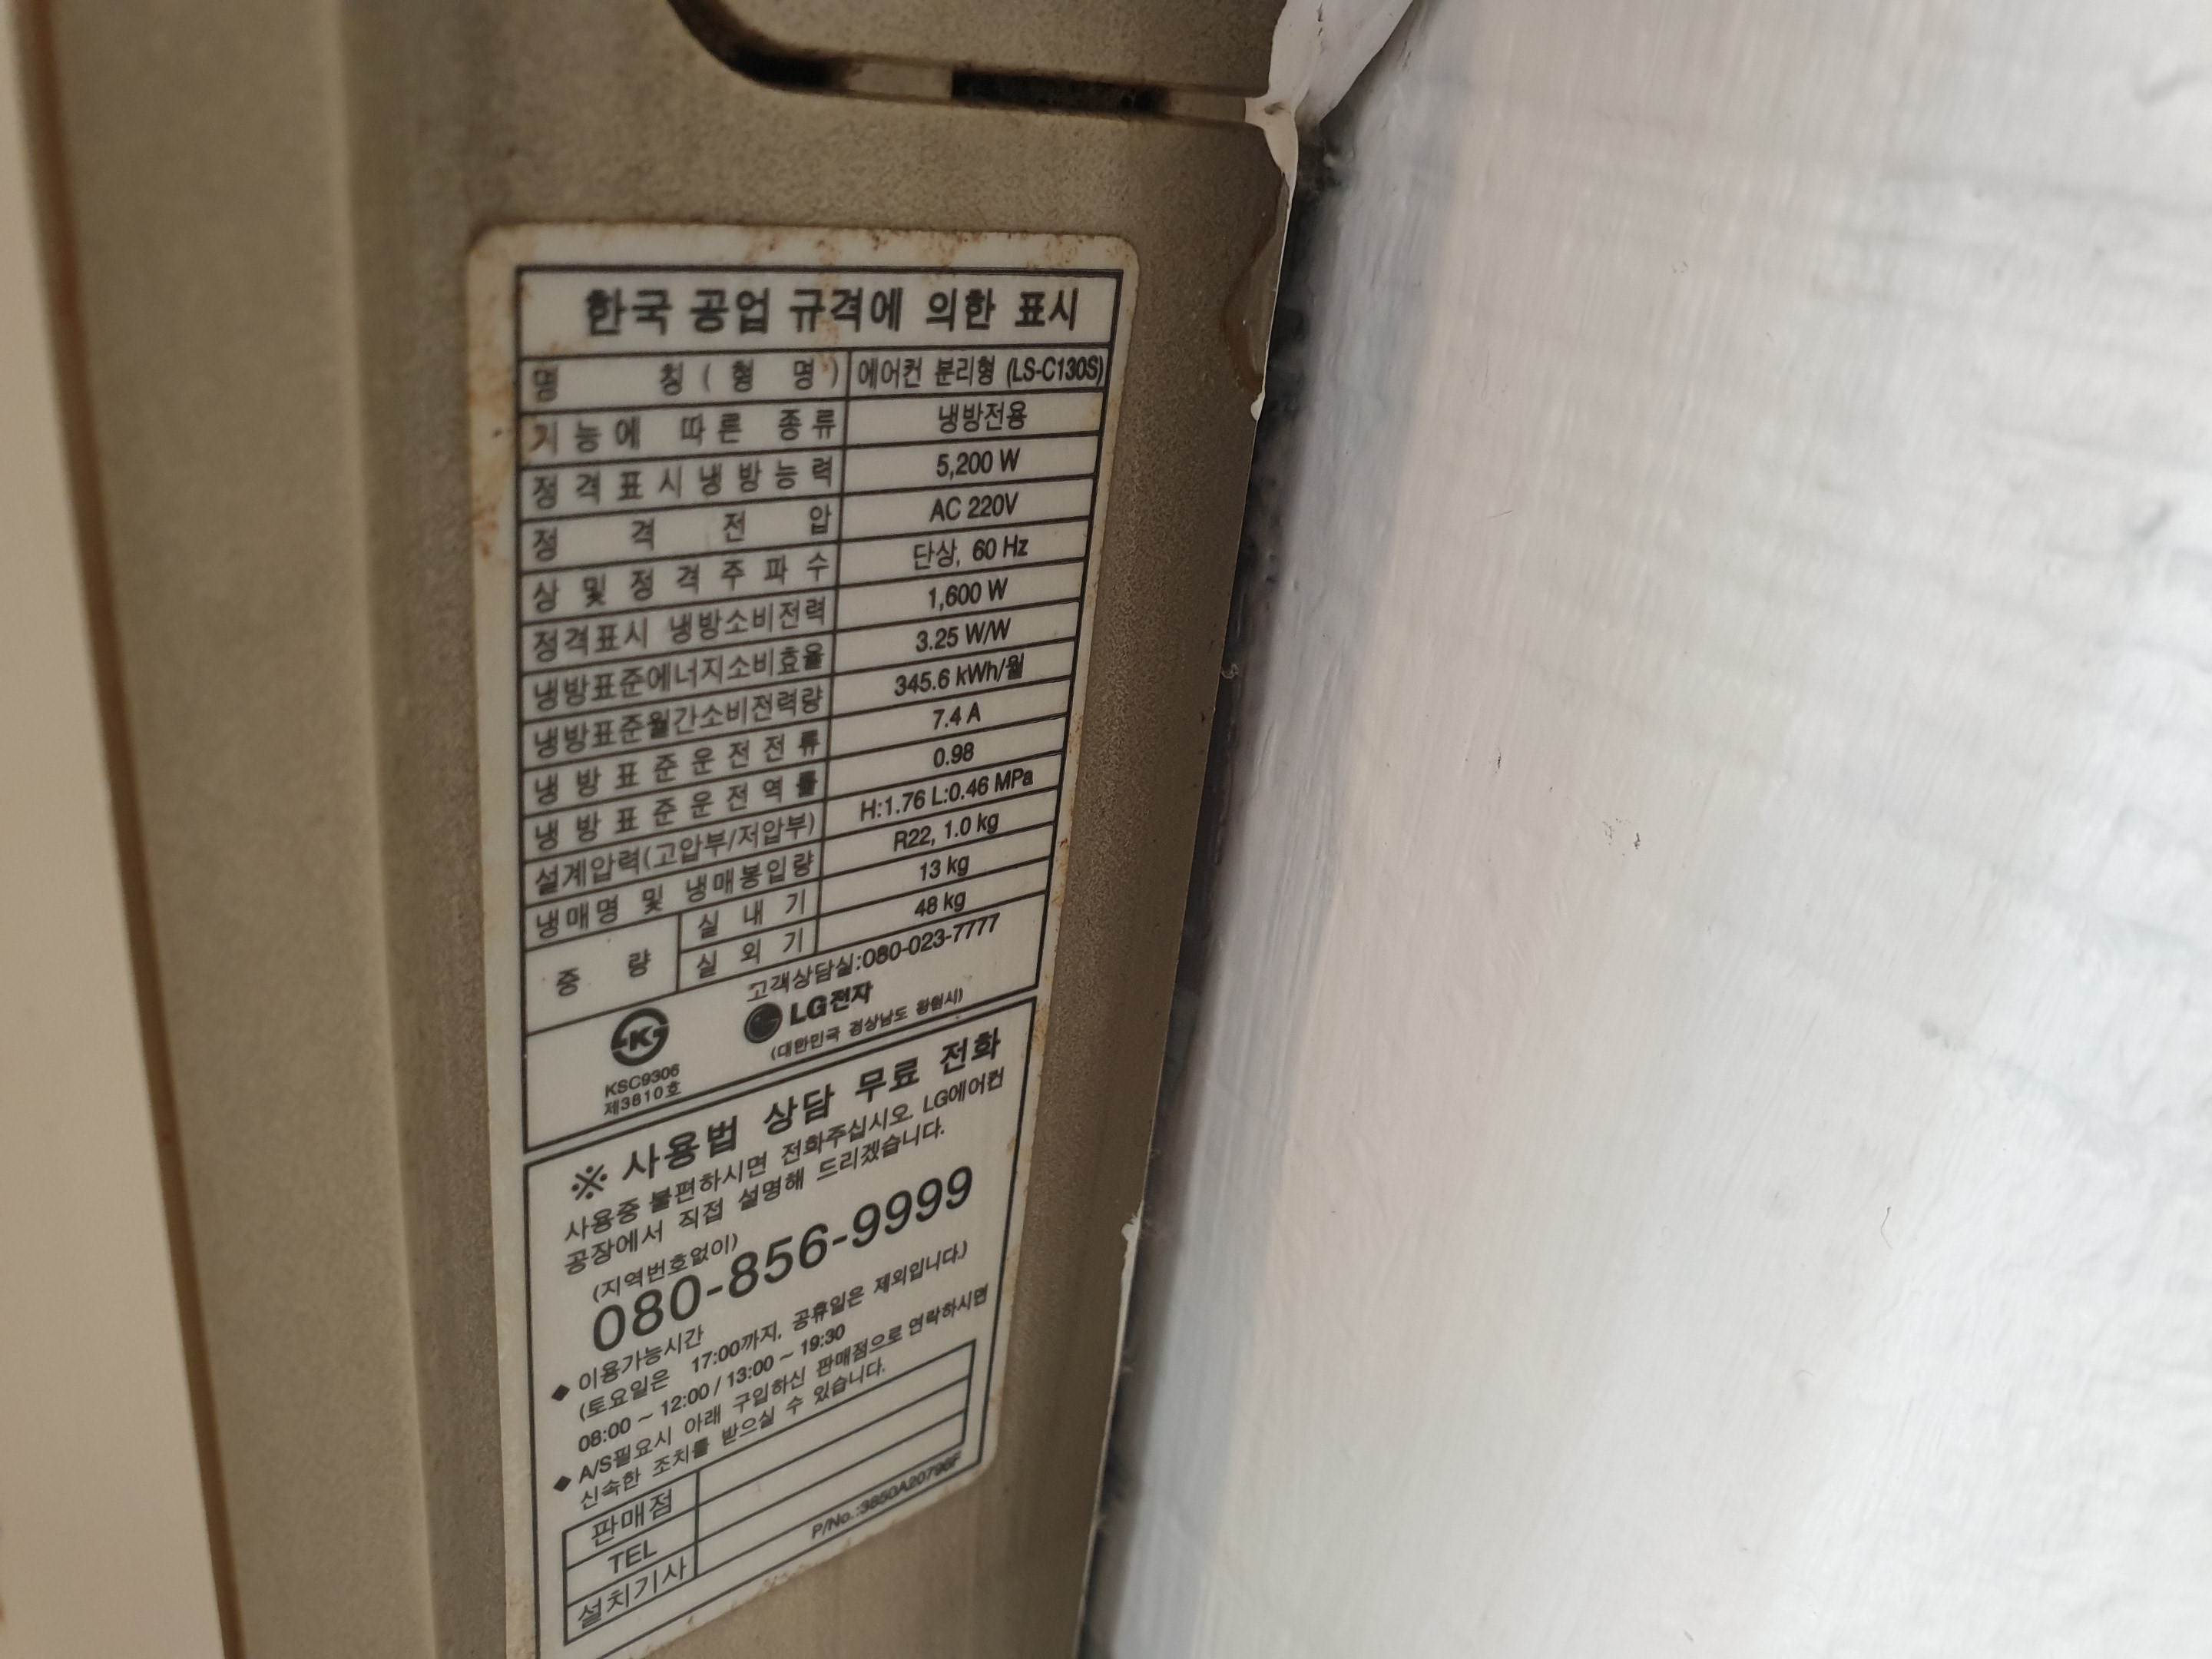 한국 공업 규격에 의한 표시
명 칭 ( 형 명 ) 에어컨 분리형 (LS-C130S)
기능에 따른 종류 냉방전용
정격표시냉방능력 5,200 W
정격전압 AC 220V
상 및 정격주파수 단상, 60 Hz
정격표시 냉방소비전력 1,600 W
냉방표준에너지소비효율 3.25 W/W
냉방표준월간소비전력량 345.6 kWh/월
냉방표준운전전류 7.4 A
냉방표준운전역률 0.98
설계압력(고압부/저압부) H:1.76 L:0.46 MPa
냉매명 및 냉매봉입량 R22, 1.0 kg
중 량 실 내 기 13 kg
실 외 기 48 kg
고객상담실:080-023-7777
LG전자
(대한민국 경상남도 창원시)
KSC9306
제3810호
※ 사용법 상담 무료 전화
사용중 불편하시면 전화주십시오. LG에어컨
공장에서 직접 설명해 드리겠습니다.
(지역번호없이)
080-856-9999
◆ 이용가능시간
(토요일은 17:00까지, 공휴일은 제외입니다.)
08:00 ~ 12:00 / 13:00 ~ 19:30
◆ A/S필요시 아래 구입하신 판매점으로 연락하시면
신속한 조치를 받으실 수 있습니다.
판매점
TEL
설치기사
P/No.:3850A20796F